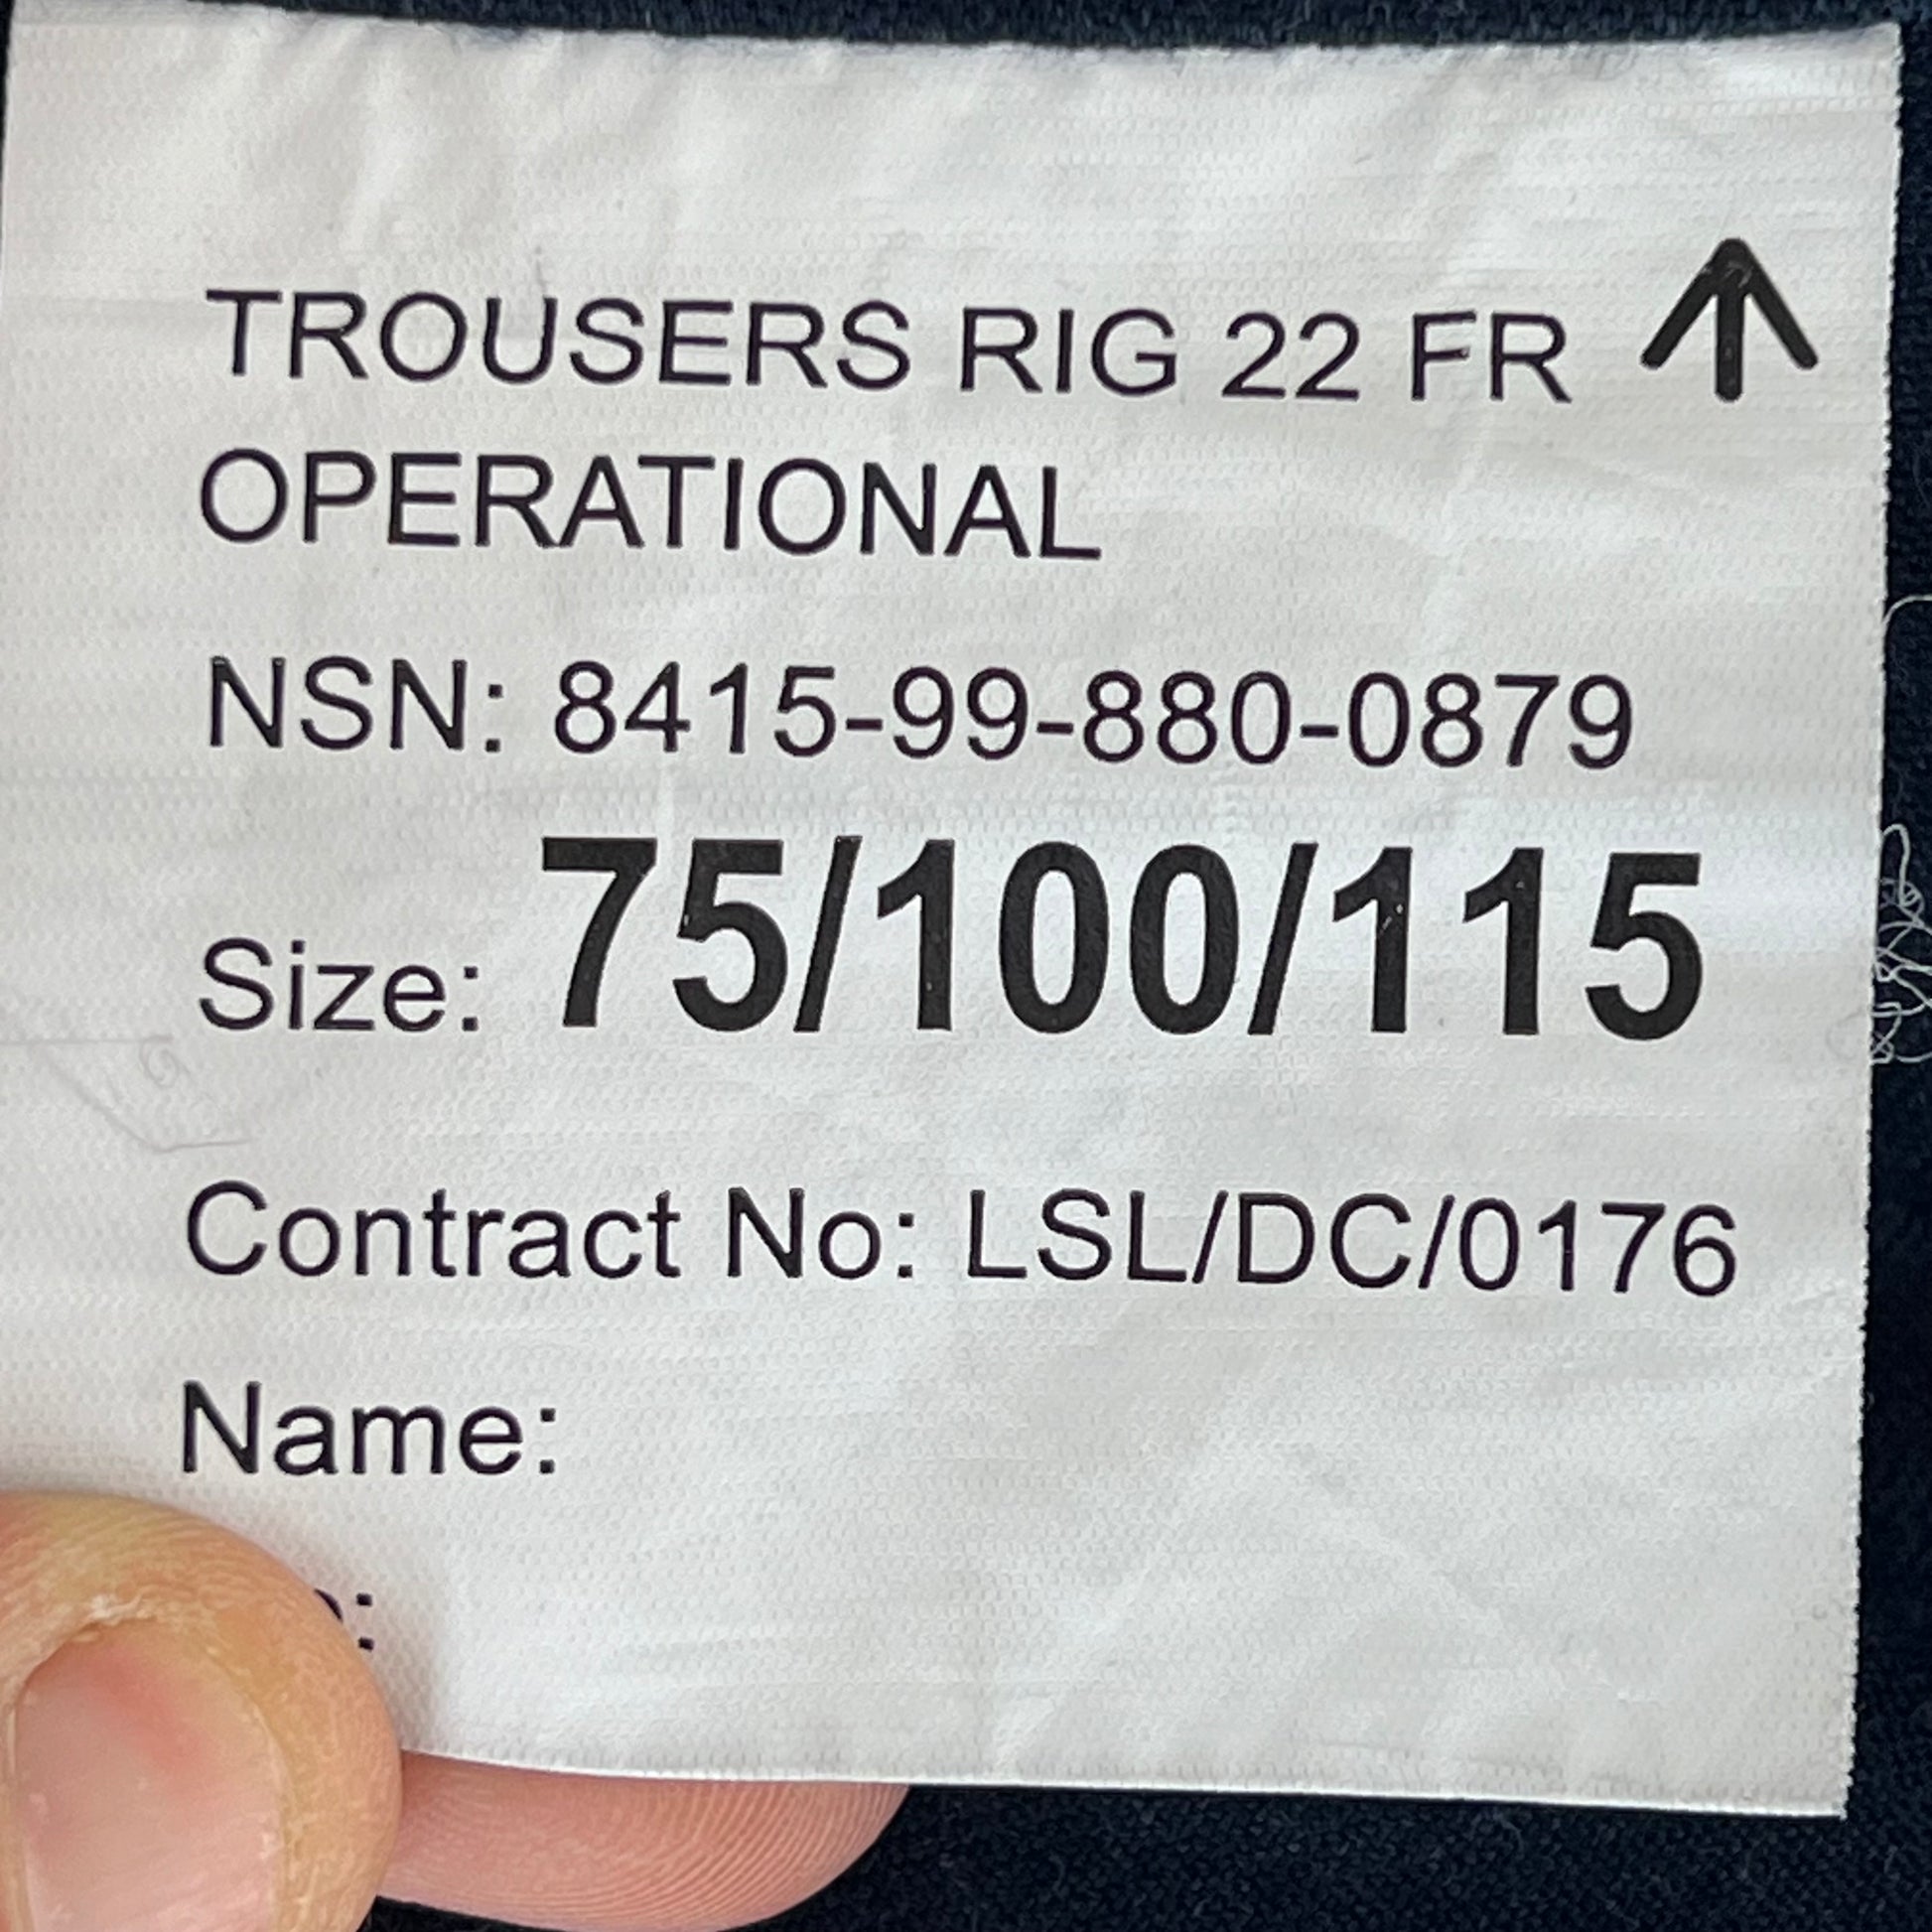 TROUSERS RIG 22 FR
OPERATIONAL
NSN: 8415-99-880-0879
Size: 75/100/115
Contract No: LSL/DC/0176
Name: